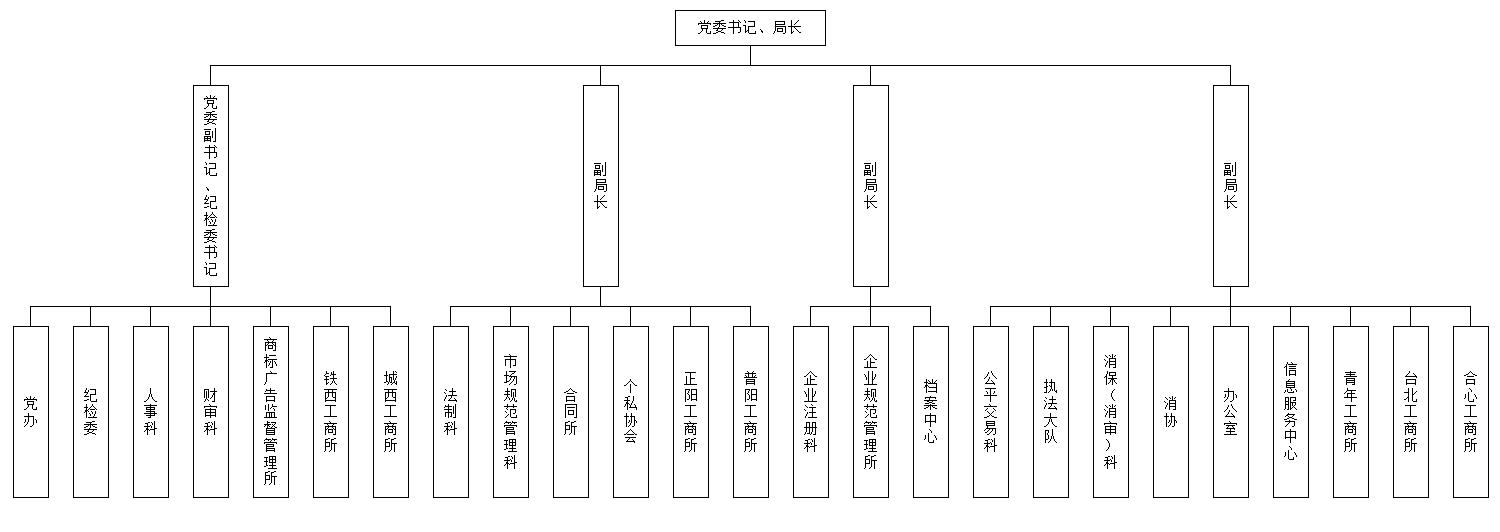 党委书记、局长
党委副书记、纪检委书记
副局长
副局长
副局长
党办
纪检委
人事科
财审科
商标广告监督管理所
铁西工商所
城西工商所
法制科
市场规范管理科
合同所
个私协会
正阳工商所
普阳工商所
企业注册科
企业规范管理所
档案中心
公平交易科
执法大队
消保（消审）科
消协
办公室
信息服务中心
青年工商所
台北工商所
合心工商所